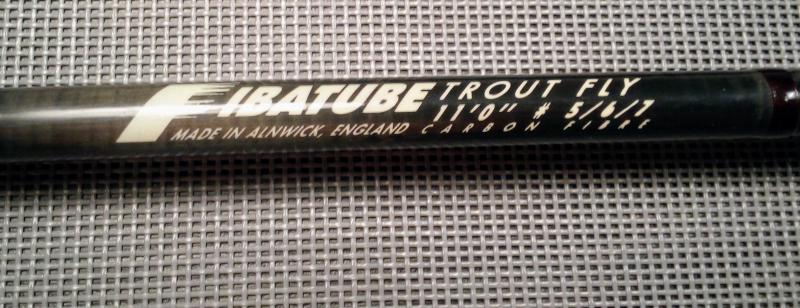 FIBATUBE TROUT FLY
11'0" # 5/6/7
MADE IN ALNWICK, ENGLAND CARBON FIBRE